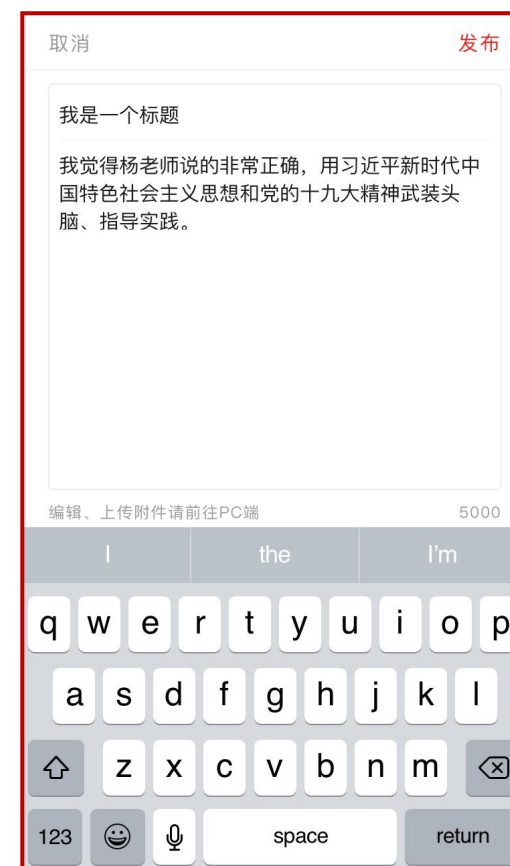 取消 发布
我是一个标题
我觉得杨老师说的非常正确，用习近平新时代中
国特色社会主义思想和党的十九大精神武装头
脑、指导实践。
编辑、上传附件请前往PC端 5000
I the I'm
q w e r t y u i o p
a s d f g h j k l
z x c v b n m
123 space return